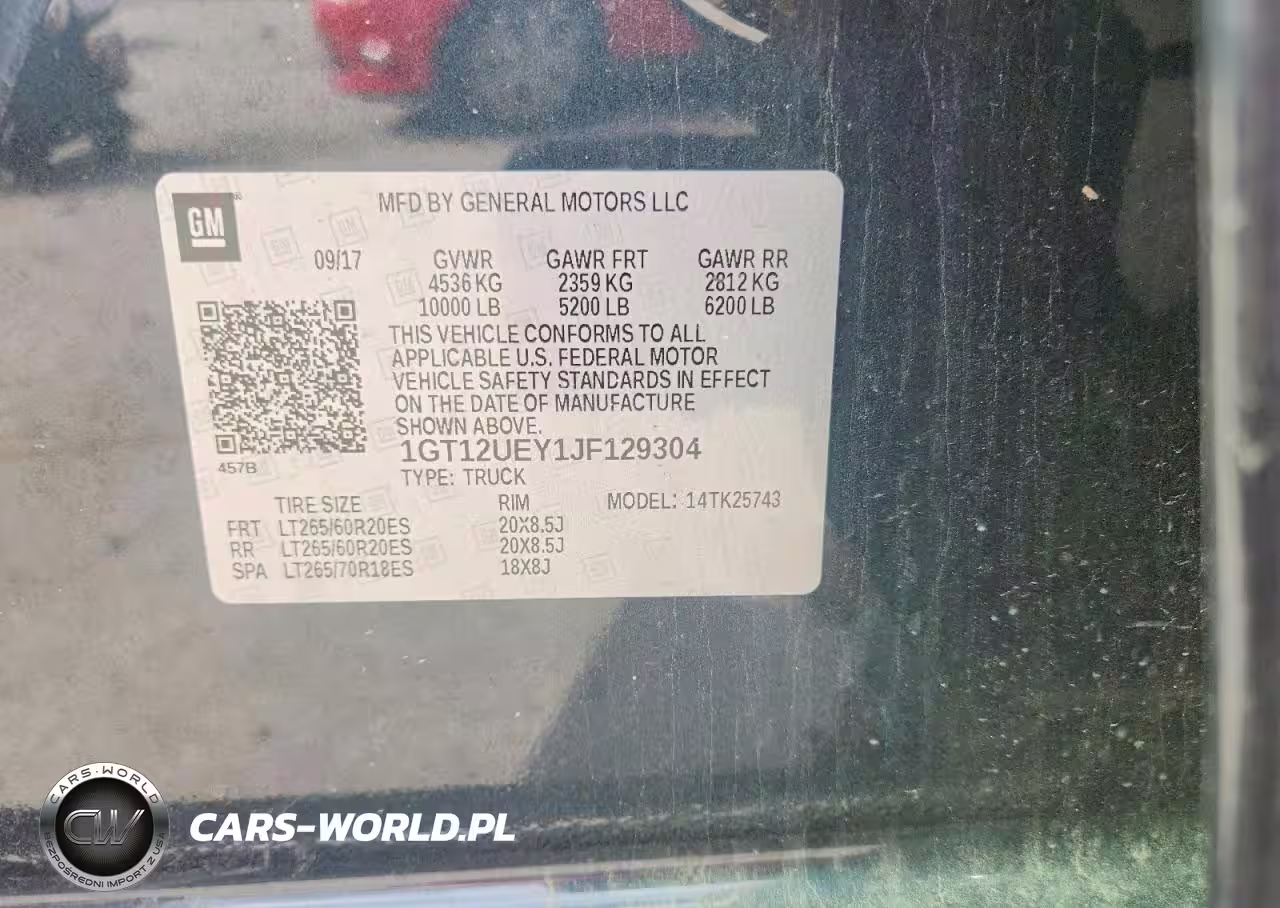 GM
MFD BY GENERAL MOTORS LLC
09/17 GVWR GAWR FRT GAWR RR
4536 KG 2359 KG 2812 KG
10000 LB 5200 LB 6200 LB
THIS VEHICLE CONFORMS TO ALL
APPLICABLE U.S. FEDERAL MOTOR
VEHICLE SAFETY STANDARDS IN EFFECT
ON THE DATE OF MANUFACTURE
SHOWN ABOVE.
1GT12UEY1JF129304
457B
TYPE: TRUCK
TIRE SIZE RIM MODEL: 14TK25743
FRT LT265/60R20ES 20X8.5J
RR LT265/60R20ES 20X8.5J
SPA LT265/70R18ES 18X8J
CARS-WORLD
CW
BEZPOŚREDNI IMPORT Z USA
CARS-WORLD.PL